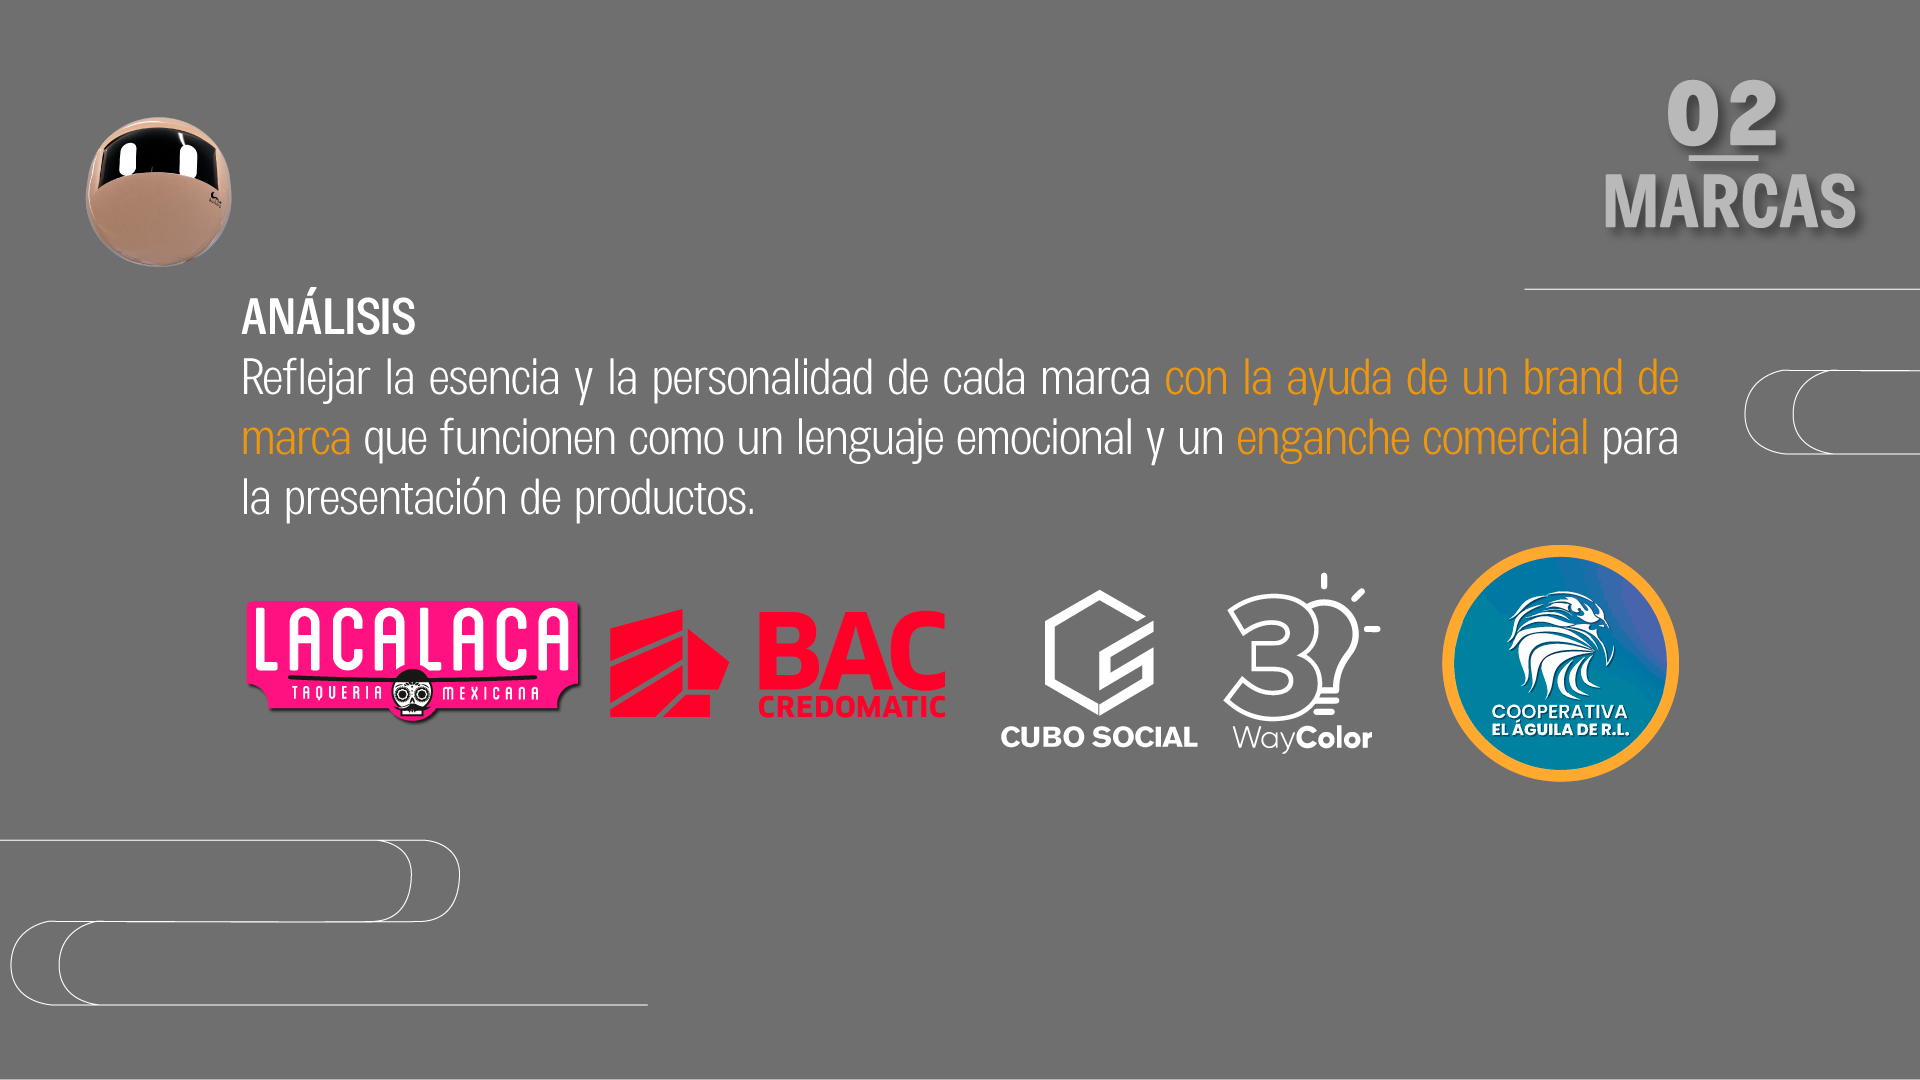 02
MARCAS
ANÁLISIS
Reflejar la esencia y la personalidad de cada marca con la ayuda de un brand de
marca que funcionen como un lenguaje emocional y un enganche comercial para
la presentación de productos.
LACALACA
TAQUERIA MEXICANA
BAC
CREDOMATIC
CUBO SOCIAL
3
WayColor
COOPERATIVA
EL ÁGUILA DE R.L.